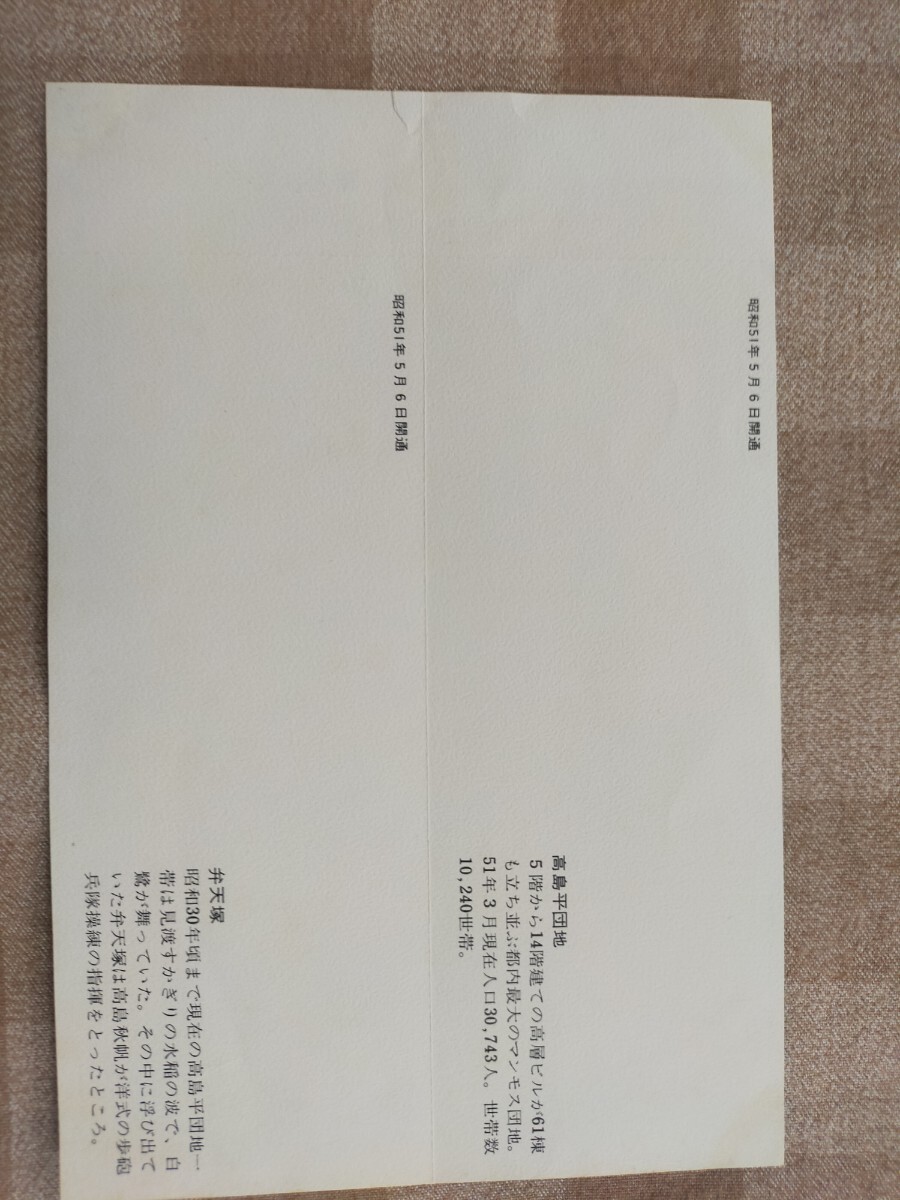 昭和51年5月6日開通
高島平団地
5階から14階建ての高層ビルが61棟
も立ち並ぶ都内最大のマンモス団地。
51年3月現在人口30,743人。世帯数
10,240世帯。
昭和51年5月6日開通
弁天塚
昭和30年頃まで現在の高島平団地一
帯は見渡すかぎりの水稲の波で、白
鷺が舞っていた。その中に浮び出て
いた弁天塚は高島秋帆が洋式の歩砲
兵隊操練の指揮をとったところ。